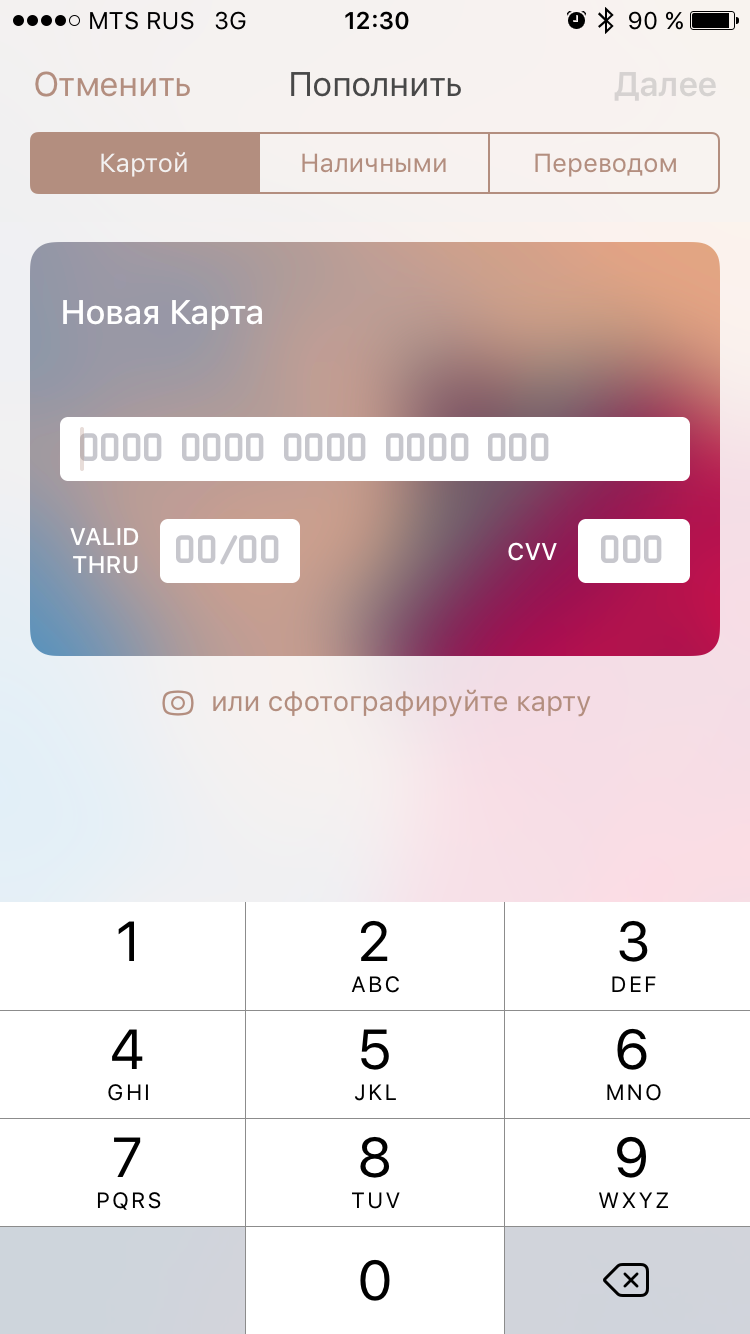 MTS RUS 3G 12:30 90 %
Отменить Пополнить Далее
Картой Наличными Переводом
Новая Карта
0000 0000 0000 0000 000
VALID THRU 00/00 CVV 000
или сфотографируйте карту
1 2 3
ABC DEF
4 5 6
GHI JKL MNO
7 8 9
PQRS TUV WXYZ
0